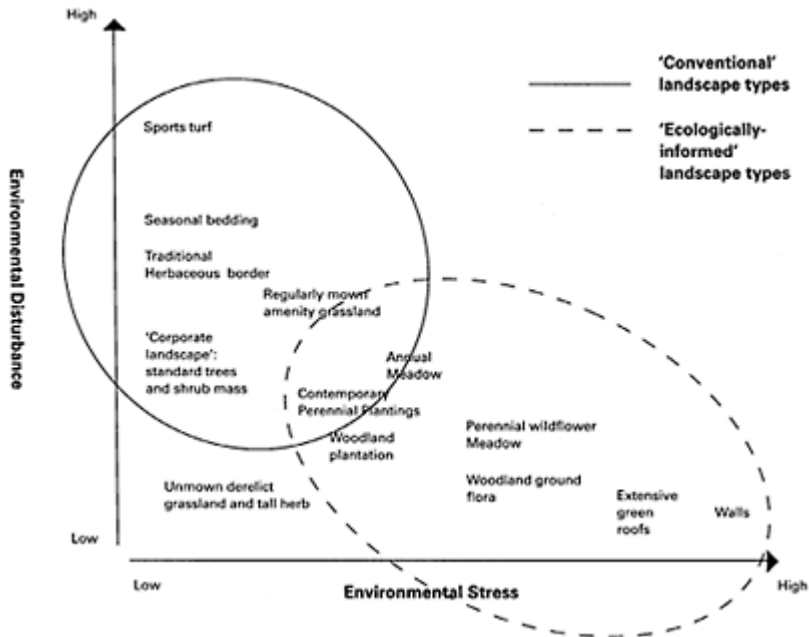 High
'Conventional'
landscape types
'Ecologically-
informed'
landscape types
Sports turf
Environmental Disturbance
Seasonal bedding
Traditional
Herbaceous border
Regularly mown
amenity grassland
'Corporate
landscape':
standard trees
and shrub mass
Annual
Meadow
Contemporary
Perennial Plantings
Woodland
plantation
Perennial wildflower
Meadow
Unmown derelict
grassland and tall herb
Woodland ground
flora
Extensive
green
roofs
Walls
Low
Low
Environmental Stress
High